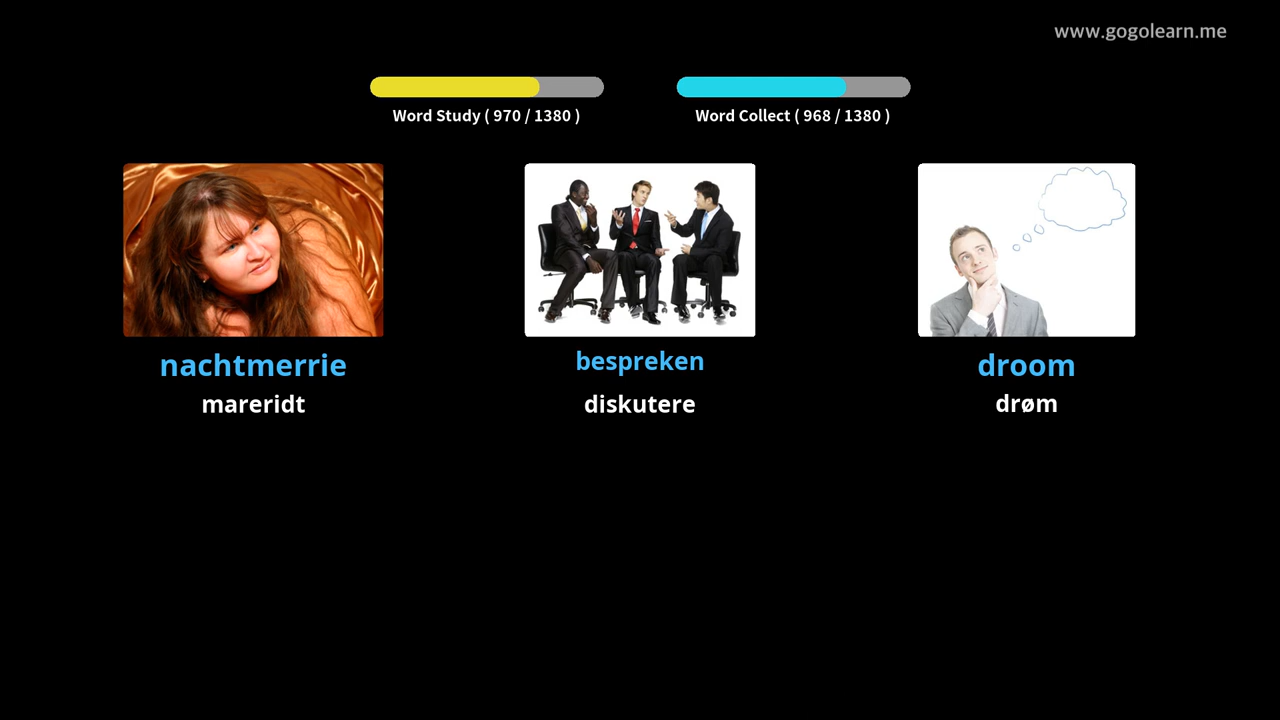 www.gogolearn.me
Word Study ( 970 / 1380 )
Word Collect ( 968 / 1380 )
nachtmerrie
bespreken
droom
mareridt
diskutere
drøm